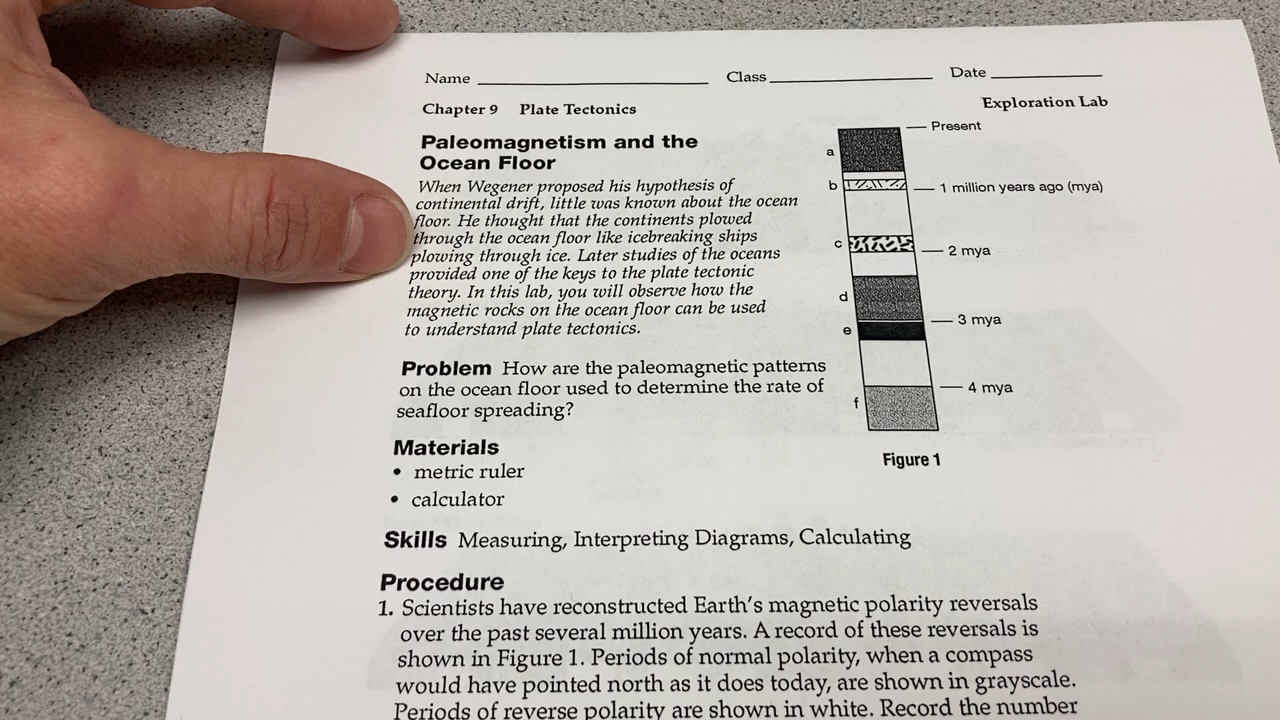 Name ____________ Class ____________ Date ____________
Chapter 9 Plate Tectonics
Exploration Lab
Paleomagnetism and the
Ocean Floor
When Wegener proposed his hypothesis of
continental drift, little was known about the ocean
floor. He thought that the continents plowed
through the ocean floor like icebreaking ships
plowing through ice. Later studies of the oceans
provided one of the keys to the plate tectonic
theory. In this lab, you will observe how the
magnetic rocks on the ocean floor can be used
to understand plate tectonics.
Present
a
b
1 million years ago (mya)
c
2 mya
d
3 mya
e
4 mya
f
Figure 1
Problem How are the paleomagnetic patterns
on the ocean floor used to determine the rate of
seafloor spreading?
Materials
• metric ruler
• calculator
Skills Measuring, Interpreting Diagrams, Calculating
Procedure
1. Scientists have reconstructed Earth's magnetic polarity reversals
over the past several million years. A record of these reversals is
shown in Figure 1. Periods of normal polarity, when a compass
would have pointed north as it does today, are shown in grayscale.
Periods of reverse polarity are shown in white. Record the number